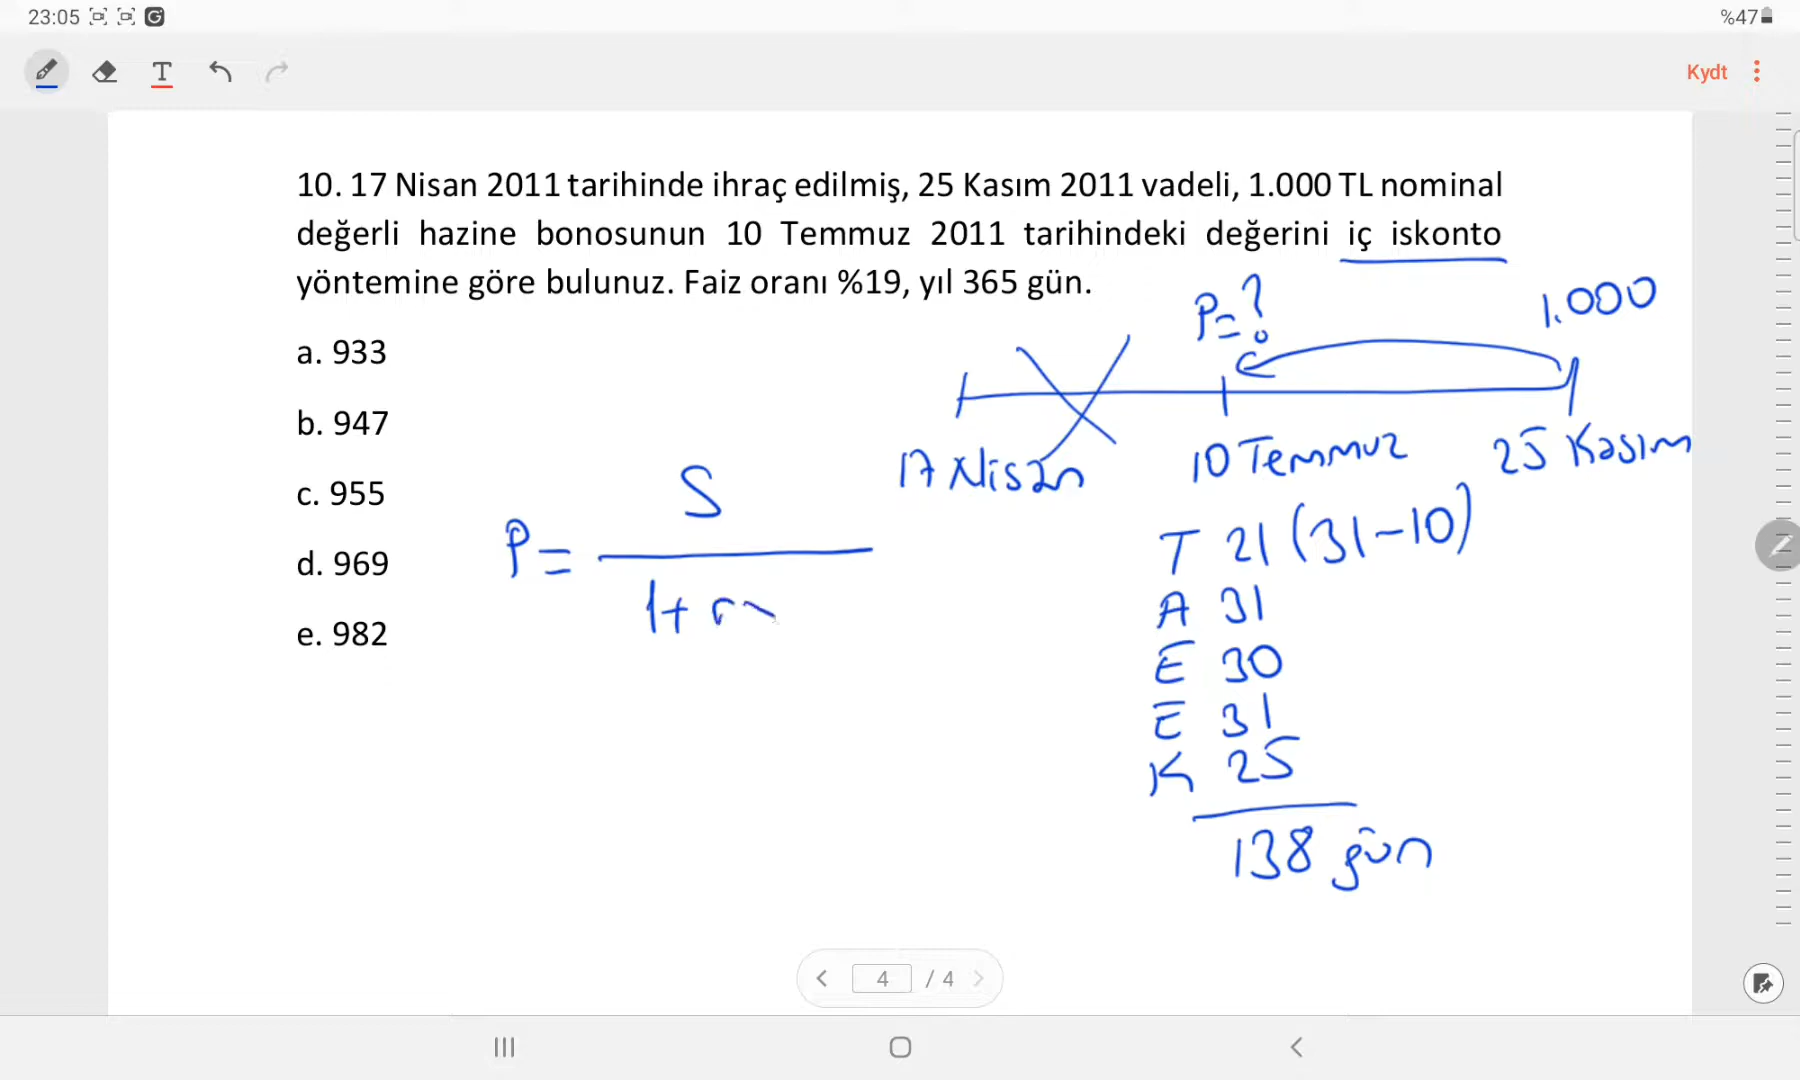 23:05
%47
T
Kydt
10. 17 Nisan 2011 tarihinde ihraç edilmiş, 25 Kasım 2011 vadeli, 1.000 TL nominal
değerli hazine bonosunun 10 Temmuz 2011 tarihindeki değerini iç iskonto
yöntemine göre bulunuz. Faiz oranı %19, yıl 365 gün.
a. 933
b. 947
c. 955
d. 969
e. 982
P=?
1.000
17 Nisan
10 Temmuz
25 Kasım
P=
S
1+
T 21 (31-10)
A 31
E 30
E 31
K 25
138 gün
4 / 4